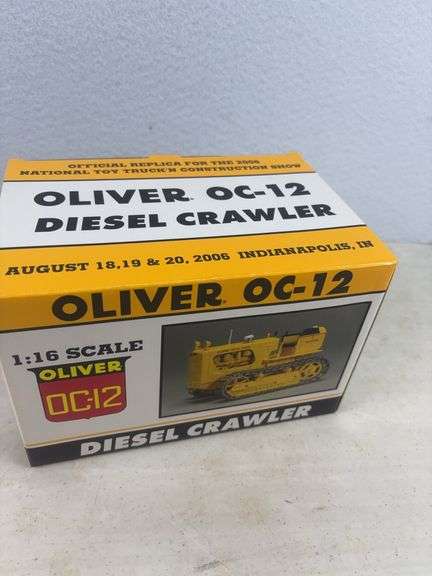 OFFICIAL REPLICA FOR THE 2006
NATIONAL TOY TRUCK'N CONSTRUCTION SHOW
OLIVER. OC-12
DIESEL CRAWLER
AUGUST 18,19 & 20, 2006 INDIANAPOLIS, IN
OLIVER. OC-12
1:16 SCALE
OLIVER
OC-12
DIESEL CRAWLER